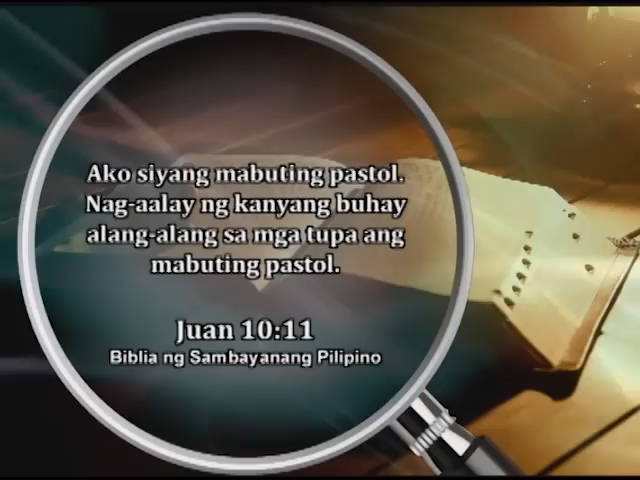 Ako siyang mabuting pastol.
Nag-aalay ng kanyang buhay
alang-alang sa mga tupa ang
mabuting pastol.
Juan 10:11
Biblia ng Sambayanang Pilipino